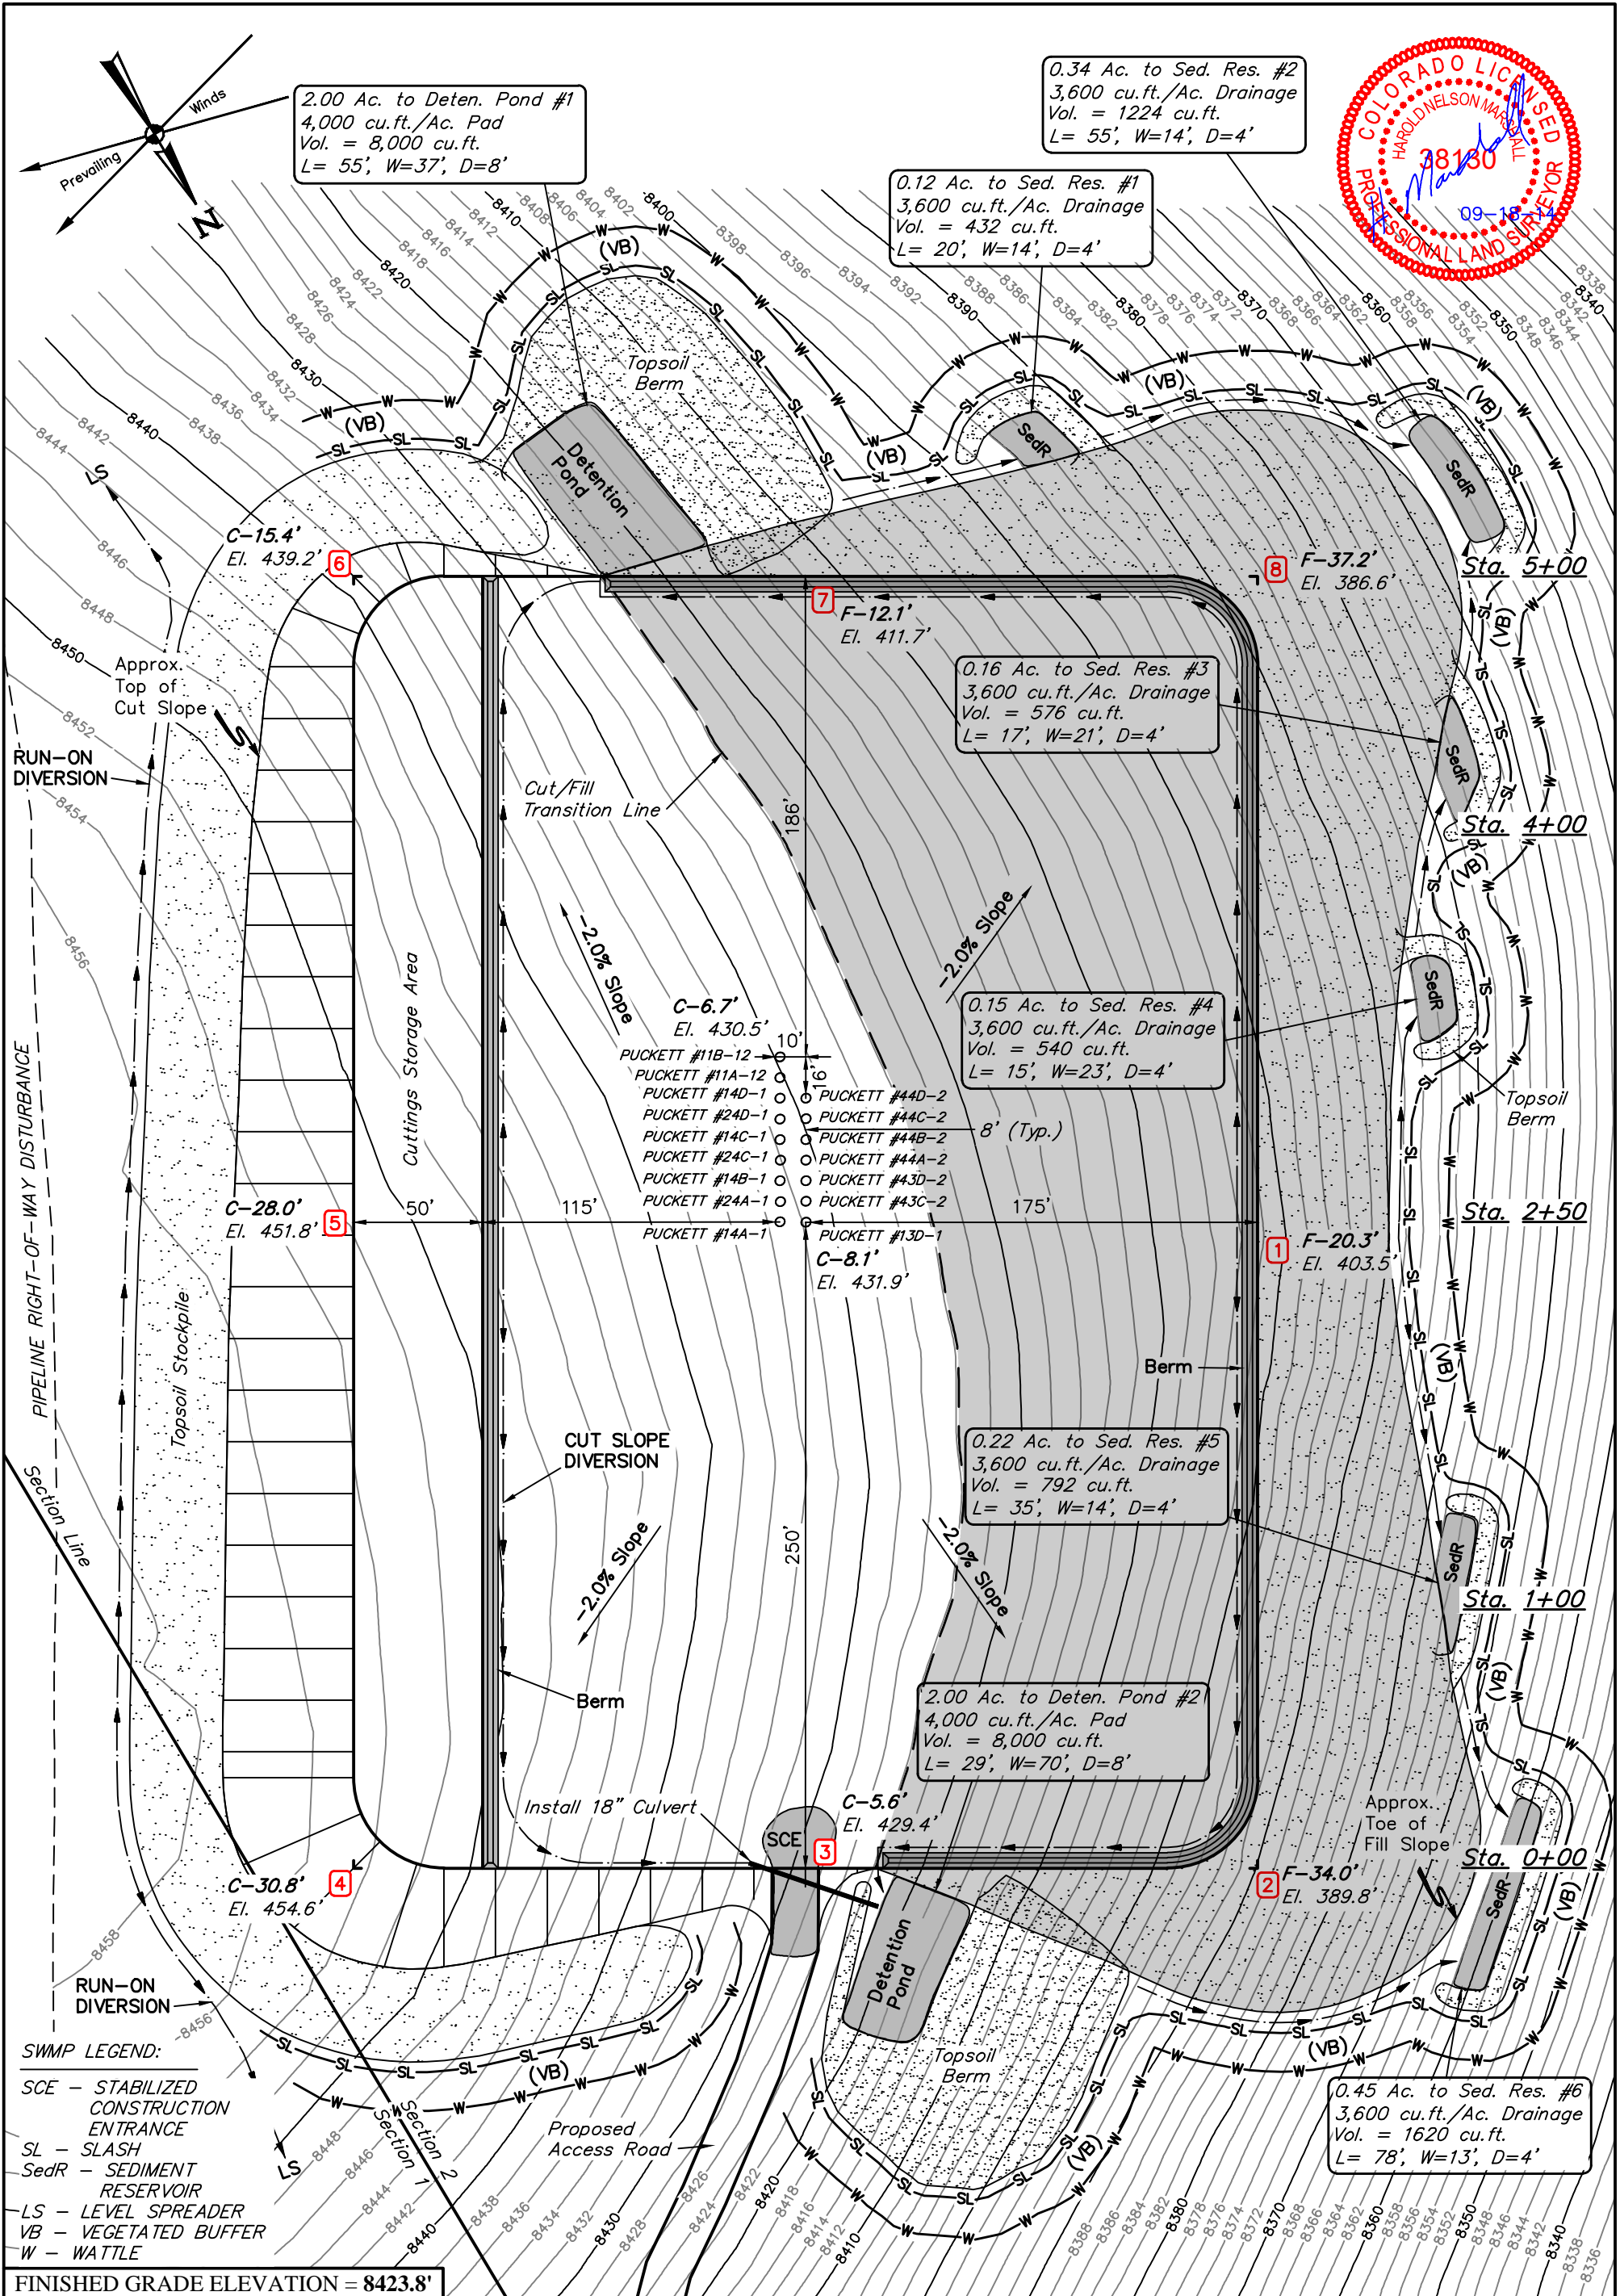 Winds
Prevailing
N
2.00 Ac. to Deten. Pond #1
4,000 cu.ft./Ac. Pad
Vol. = 8,000 cu.ft.
L= 55', W=37', D=8'
0.34 Ac. to Sed. Res. #2
3,600 cu.ft./Ac. Drainage
Vol. = 1224 cu.ft.
L= 55', W=14', D=4'
0.12 Ac. to Sed. Res. #1
3,600 cu.ft./Ac. Drainage
Vol. = 432 cu.ft.
L= 20', W=14', D=4'
COLORADO LICENSED
HAROLD NELSON MARSHALL
38130
09-18-14
PROFESSIONAL LAND SURVEYOR
8420
8410
8400
8390
8380
8370
8360
8350
8340
8430
8440
8450
(VB)
Topsoil
Berm
Detention
Pond
SedR
SedR
LS
C-15.4'
El. 439.2'
6
7
F-12.1'
El. 411.7'
8
F-37.2'
El. 386.6'
Sta. 5+00
Approx.
Top of
Cut Slope
RUN-ON
DIVERSION
Cut/Fill
Transition Line
186'
0.16 Ac. to Sed. Res. #3
3,600 cu.ft./Ac. Drainage
Vol. = 576 cu.ft.
L= 17', W=21', D=4'
SedR
Sta. 4+00
-2.0% Slope
-2.0% Slope
Cuttings Storage Area
C-6.7'
El. 430.5'
10'
16'
0.15 Ac. to Sed. Res. #4
3,600 cu.ft./Ac. Drainage
Vol. = 540 cu.ft.
L= 15', W=23', D=4'
SedR
Topsoil
Berm
PUCKETT #11B-12
PUCKETT #11A-12
PUCKETT #14D-1
PUCKETT #44D-2
PUCKETT #24D-1
PUCKETT #44C-2
PUCKETT #14C-1
PUCKETT #44B-2
8' (Typ.)
PUCKETT #24C-1
PUCKETT #44A-2
PUCKETT #14B-1
PUCKETT #43D-2
PUCKETT #24A-1
PUCKETT #43C-2
PUCKETT #14A-1
PUCKETT #13D-1
PIPELINE RIGHT-OF-WAY DISTURBANCE
C-28.0'
El. 451.8'
5
50'
115'
175'
C-8.1'
El. 431.9'
1
F-20.3'
El. 403.5'
Sta. 2+50
Topsoil Stockpile
Berm
CUT SLOPE
DIVERSION
250'
0.22 Ac. to Sed. Res. #5
3,600 cu.ft./Ac. Drainage
Vol. = 792 cu.ft.
L= 35', W=14', D=4'
SedR
Sta. 1+00
Section Line
-2.0% Slope
-2.0% Slope
Berm
2.00 Ac. to Deten. Pond #2
4,000 cu.ft./Ac. Pad
Vol. = 8,000 cu.ft.
L= 29', W=70', D=8'
Install 18" Culvert
SCE
3
C-5.6'
El. 429.4'
Approx.
Toe of
Fill Slope
Sta. 0+00
SedR
4
C-30.8'
El. 454.6'
2
F-34.0'
El. 389.8'
Detention
Pond
RUN-ON
DIVERSION
Topsoil
Berm
(VB)
Section 2
Section 1
Proposed
Access Road
LS
0.45 Ac. to Sed. Res. #6
3,600 cu.ft./Ac. Drainage
Vol. = 1620 cu.ft.
L= 78', W=13', D=4'
SWMP LEGEND:
SCE - STABILIZED
CONSTRUCTION
ENTRANCE
SL - SLASH
SedR - SEDIMENT
RESERVOIR
LS - LEVEL SPREADER
VB - VEGETATED BUFFER
W - WATTLE
FINISHED GRADE ELEVATION = 8423.8'